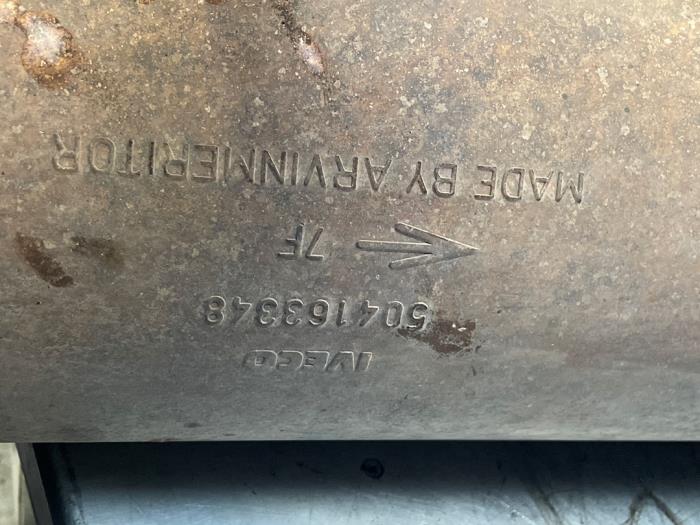 IVECO
504163348
7F
MADE BY ARVINMERITOR